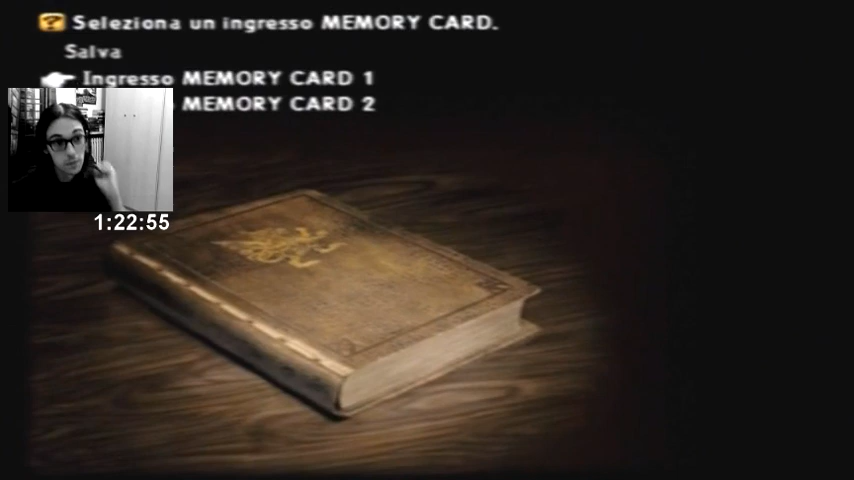 Seleziona un ingresso MEMORY CARD.
Salva
Ingresso MEMORY CARD 1
MEMORY CARD 2
1:22:55